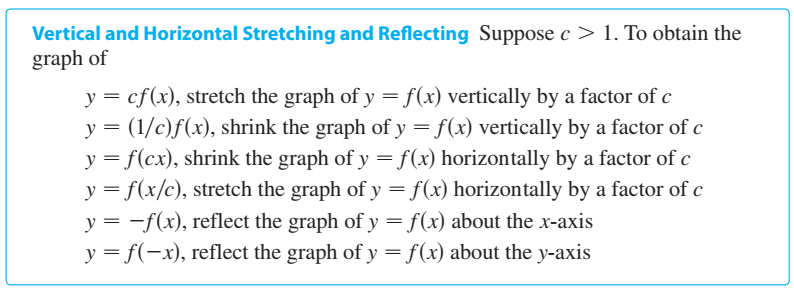 Vertical and Horizontal Stretching and Reflecting Suppose c > 1. To obtain the
graph of
y = cf(x), stretch the graph of y = f(x) vertically by a factor of c
y = (1/c)f(x), shrink the graph of y = f(x) vertically by a factor of c
y = f(cx), shrink the graph of y = f(x) horizontally by a factor of c
y = f(x/c), stretch the graph of y = f(x) horizontally by a factor of c
y = −f(x), reflect the graph of y = f(x) about the x-axis
y = f(−x), reflect the graph of y = f(x) about the y-axis